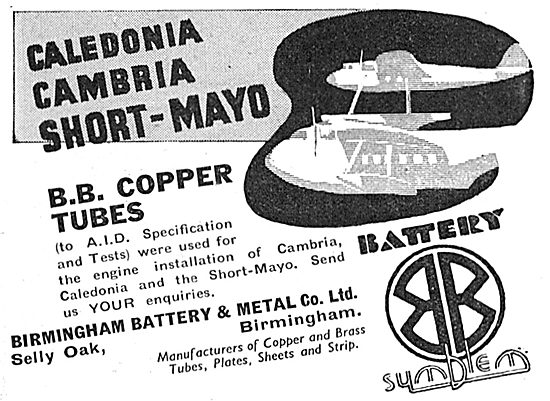 CALEDONIA
CAMBRIA
SHORT-MAYO
B.B. COPPER
TUBES
(to A.I.D. Specification
and Tests) were used for
the engine installation of Cambria,
Caledonia and the Short-Mayo. Send
us YOUR enquiries.
BIRMINGHAM BATTERY & METAL Co. Ltd.
Selly Oak, Birmingham.
Manufacturers of Copper and Brass
Tubes, Plates, Sheets and Strip.
BATTERY
BB
SYMBLEM